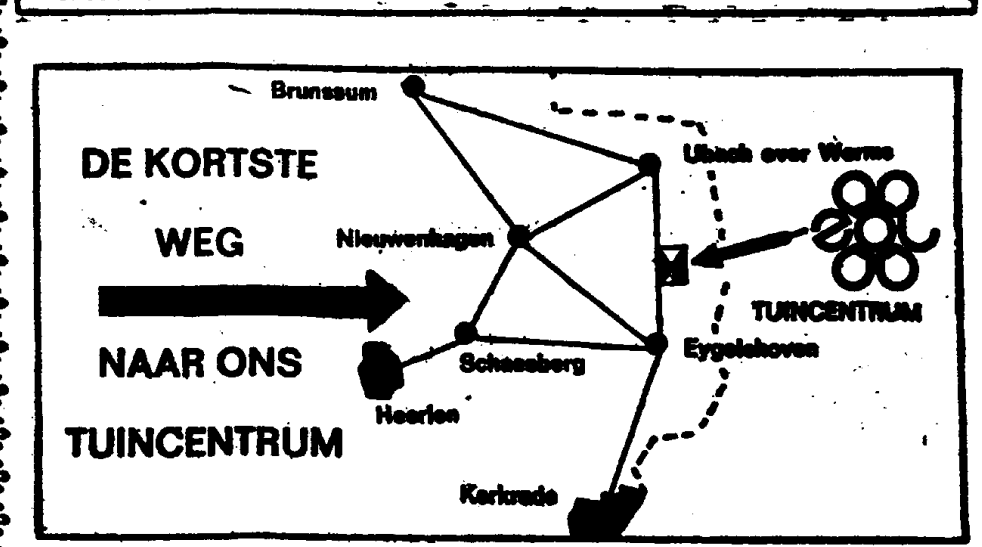 DE KORTSTE
WEG
NAAR ONS
TUINCENTRUM
Brunssum
Ubach over Worms
Nieuwenhagen
TUINCENTRUM
Schaesberg
Eygelshoven
Heerlen
Kerkrade